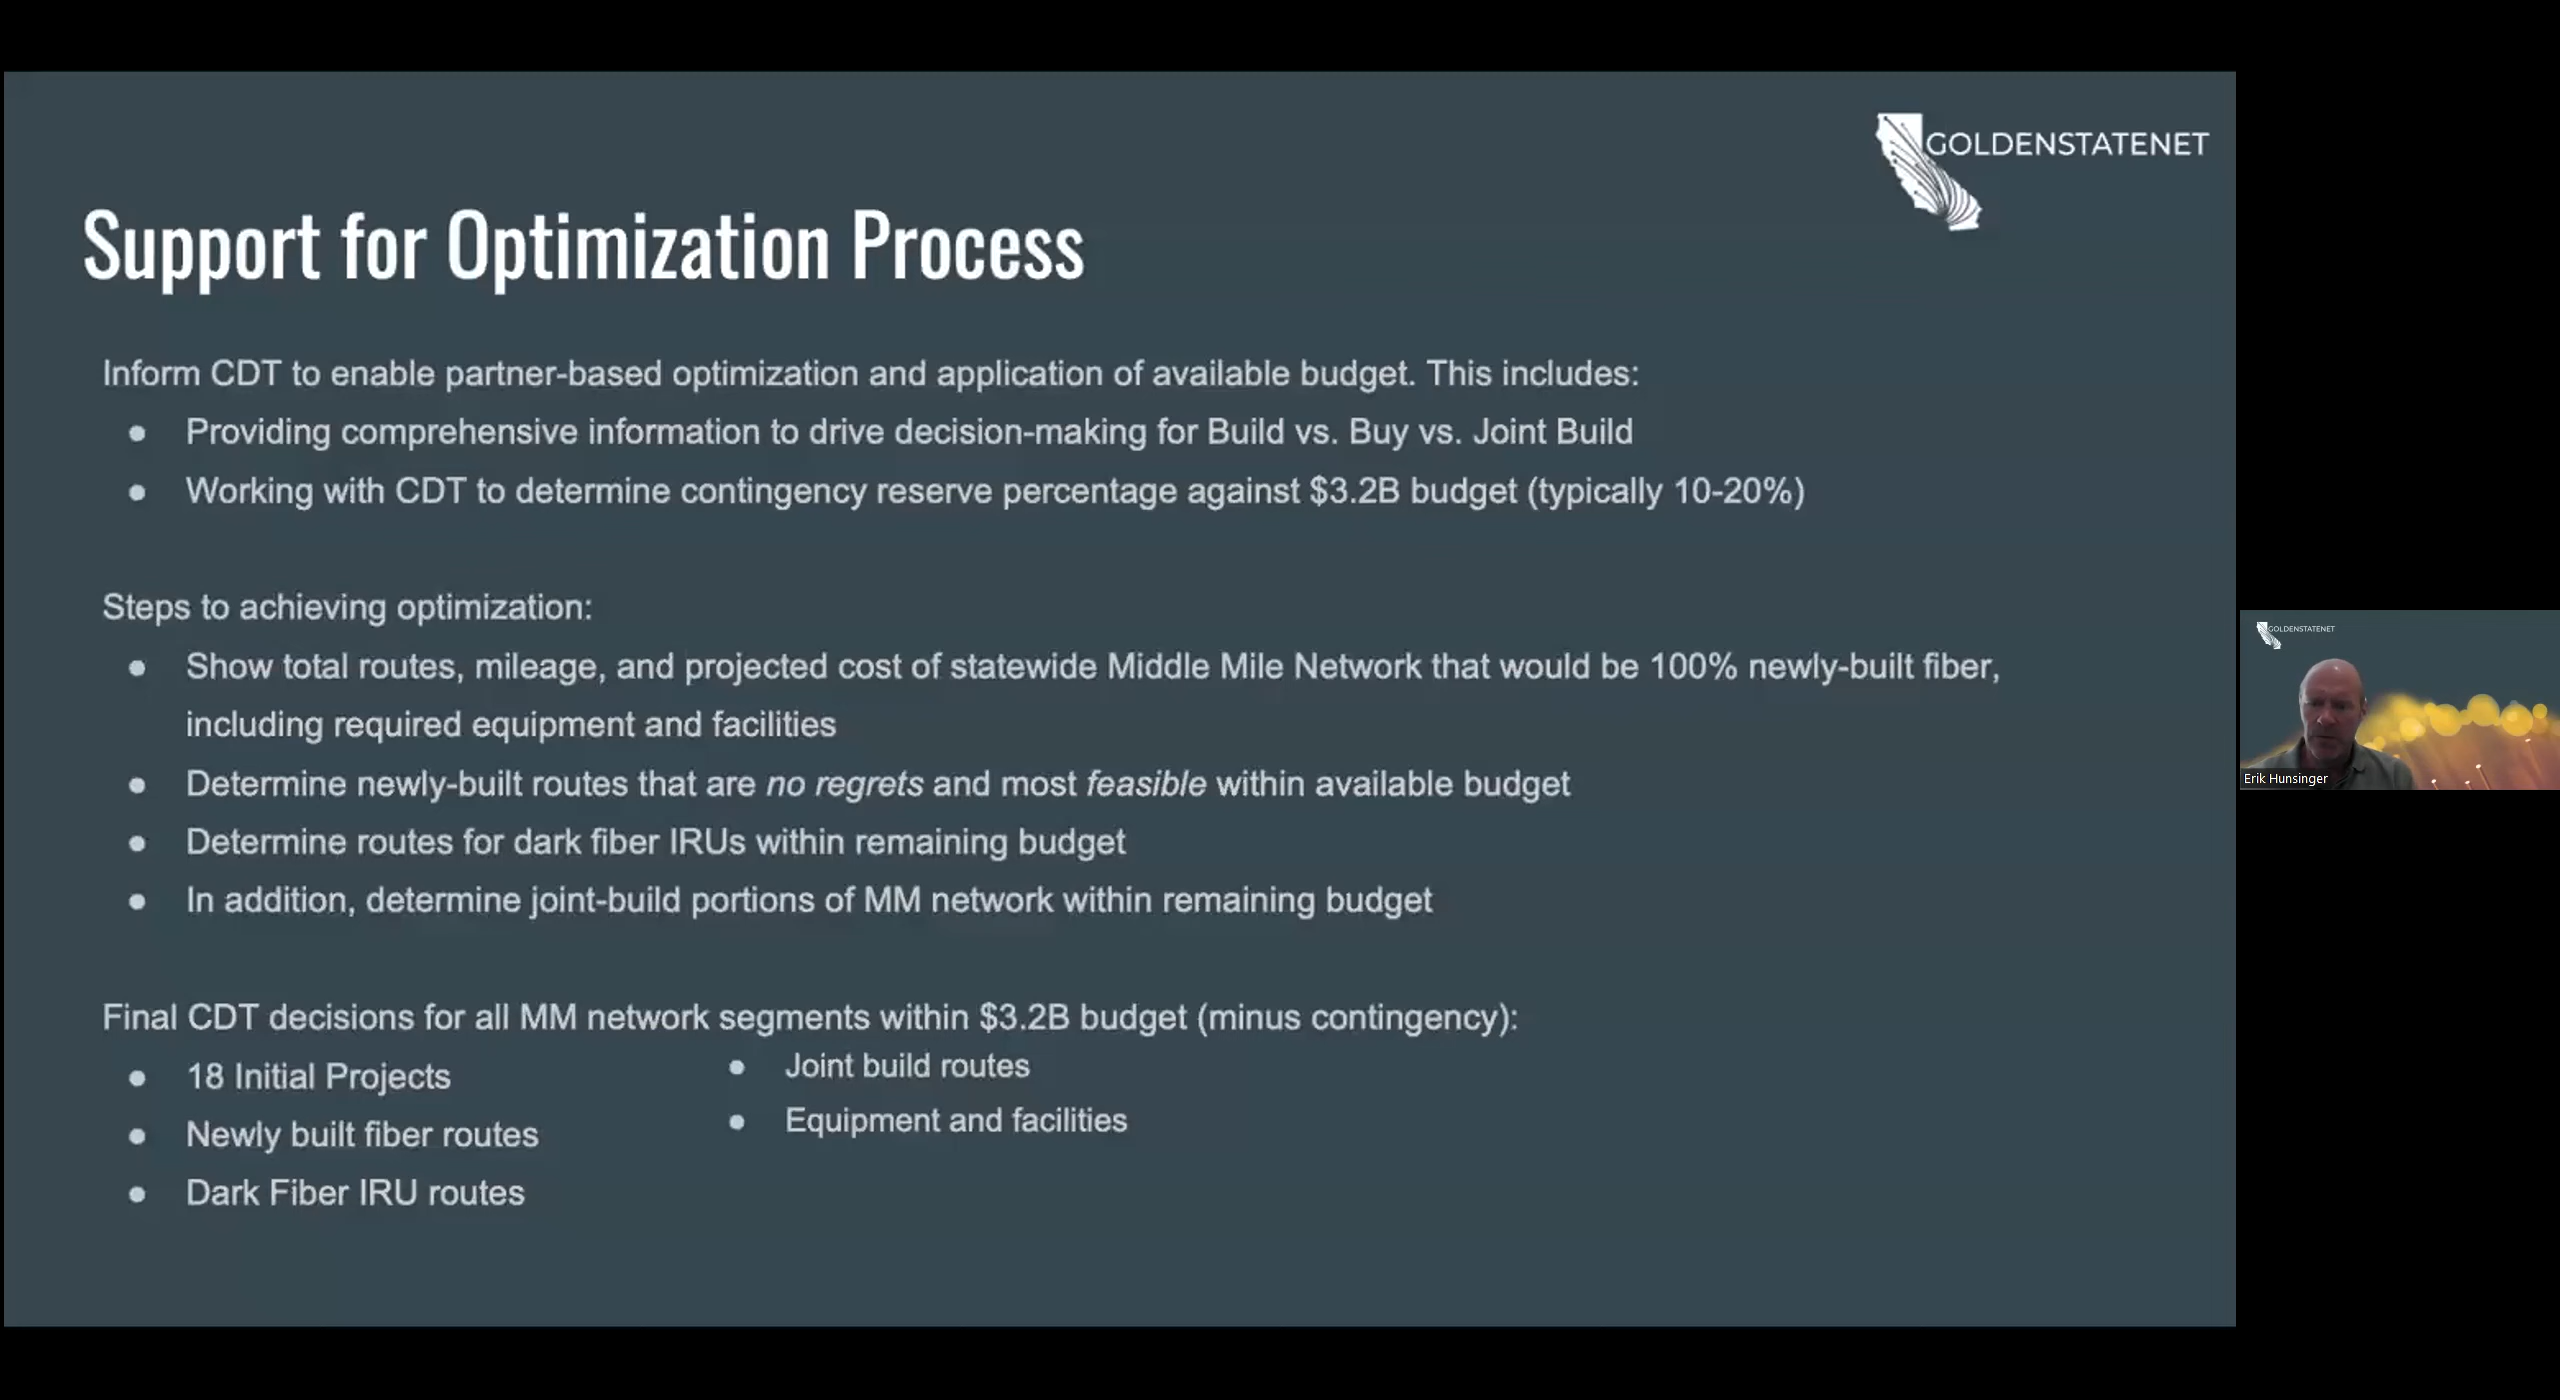 GOLDENSTATENET
Support for Optimization Process
Inform CDT to enable partner-based optimization and application of available budget. This includes:
● Providing comprehensive information to drive decision-making for Build vs. Buy vs. Joint Build
● Working with CDT to determine contingency reserve percentage against $3.2B budget (typically 10-20%)
Steps to achieving optimization:
● Show total routes, mileage, and projected cost of statewide Middle Mile Network that would be 100% newly-built fiber,
including required equipment and facilities
● Determine newly-built routes that are no regrets and most feasible within available budget
● Determine routes for dark fiber IRUs within remaining budget
● In addition, determine joint-build portions of MM network within remaining budget
Final CDT decisions for all MM network segments within $3.2B budget (minus contingency):
● 18 Initial Projects
● Newly built fiber routes
● Dark Fiber IRU routes
● Joint build routes
● Equipment and facilities
GOLDENSTATENET
Erik Hunsinger